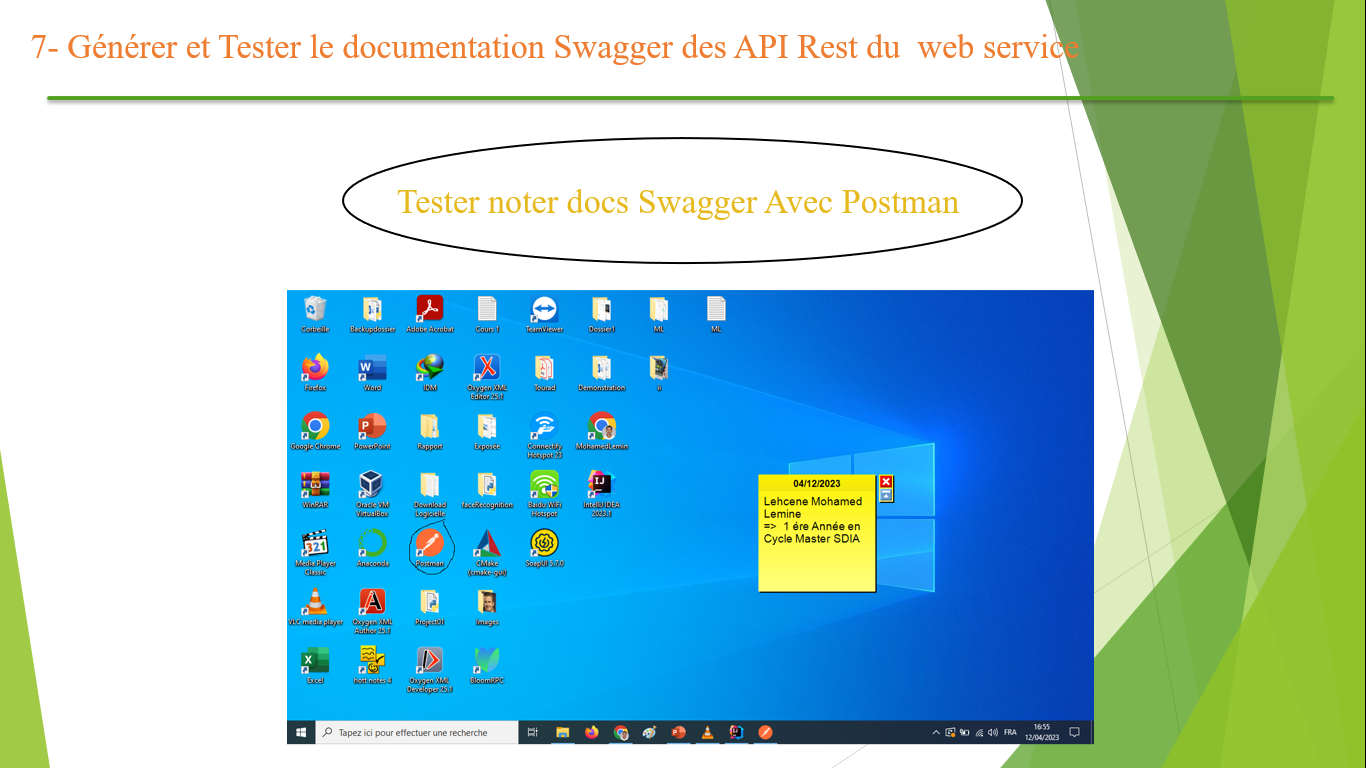 7- Générer et Tester le documentation Swagger des API Rest du  web service
Tester noter docs Swagger Avec Postman
Corbeille Backupdossier Adobe Acrobat Cours 1 TeamViewer Dossier1 ML ML
Firefox Word IDM Oxygen XML Editor 25.1 Tourad Demonstration ii
Google Chrome PowerPoint Rapport Exposée Connectify Hotspot 23 MohamedLemin
WinRAR Oracle VM VirtualBox Download Logicielle faceRecognition Baidu WiFi Hotspot IntelliJ IDEA 2023.1
04/12/2023
Lehcene Mohamed
Lemine
=>  1 ére Année en
Cycle Master SDIA
Media Player Classic Anaconda Postman CMake (cmake-gui) SoapUI 5.7.0
VLC media player Oxygen XML Author 25.1 Project01 Images
Excel hott notes 4 Oxygen XML Developer 25.1 BloomRPC
Tapez ici pour effectuer une recherche
FRA
16:55
12/04/2023